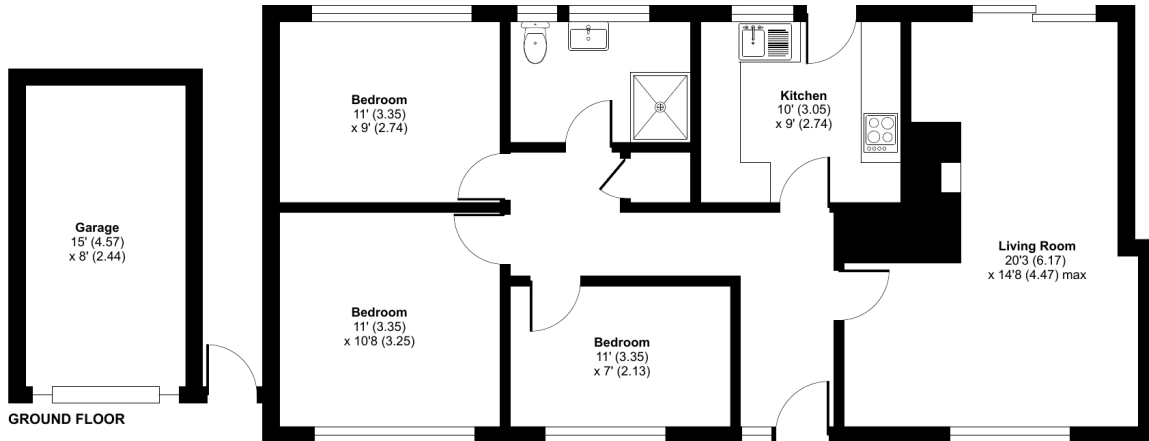 Bedroom
11' (3.35)
x 9' (2.74)
Kitchen
10' (3.05)
x 9' (2.74)
Garage
15' (4.57)
x 8' (2.44)
Living Room
20'3 (6.17)
x 14'8 (4.47) max
Bedroom
11' (3.35)
x 10'8 (3.25)
Bedroom
11' (3.35)
x 7' (2.13)
GROUND FLOOR